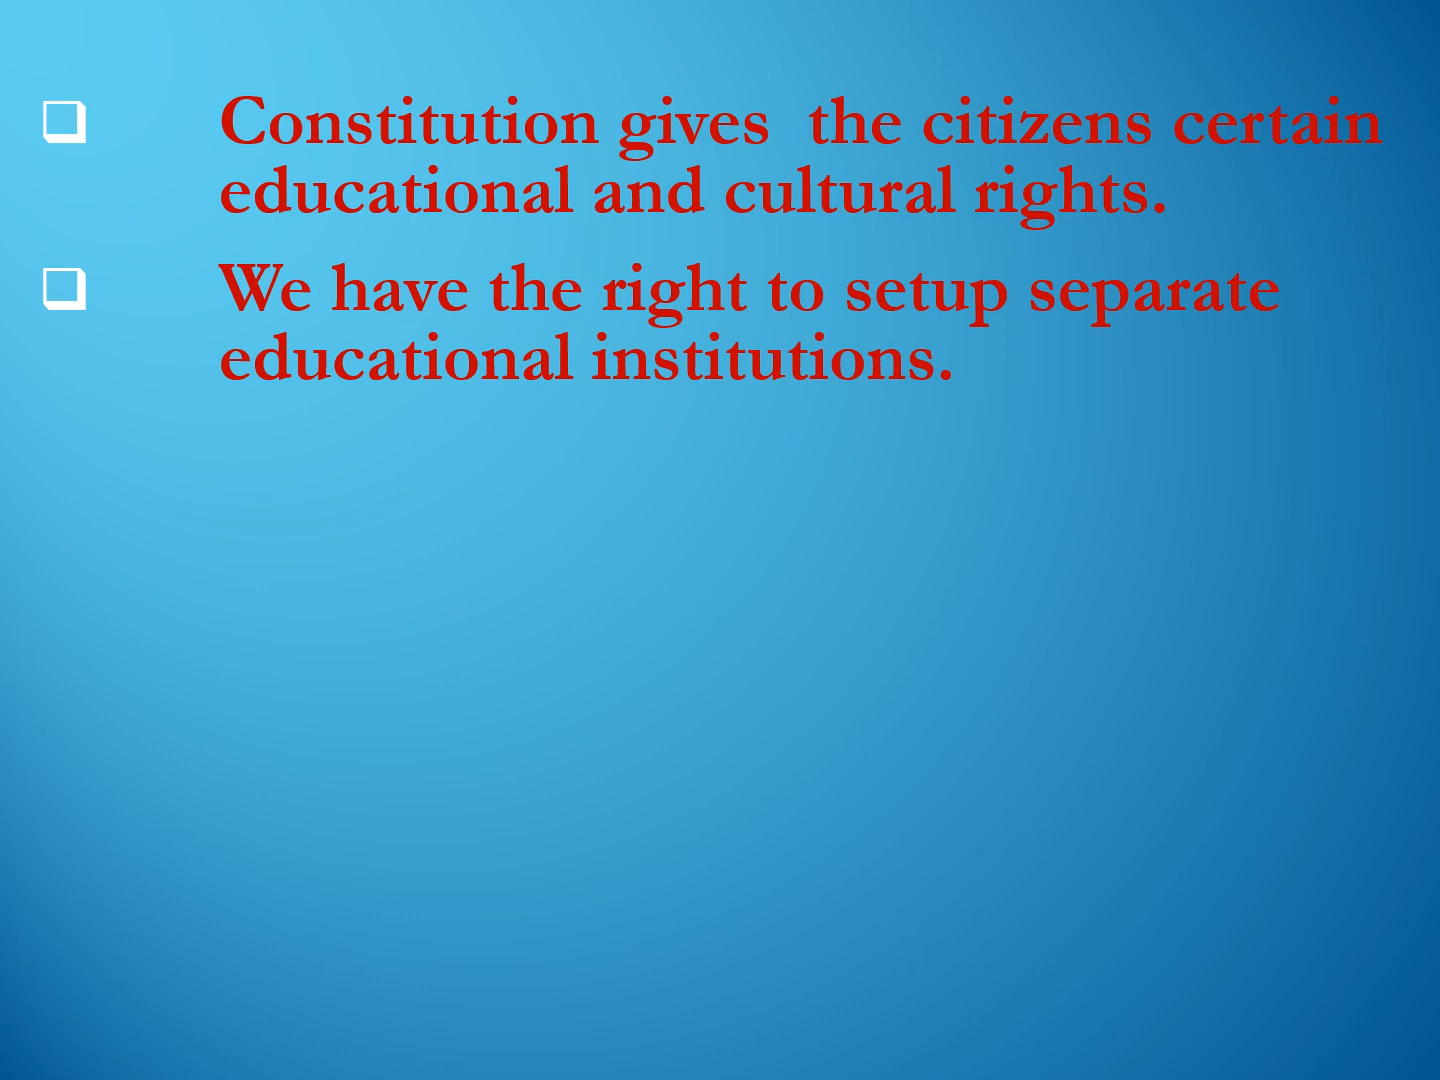 Constitution gives  the citizens certain
educational and cultural rights.
We have the right to setup separate
educational institutions.